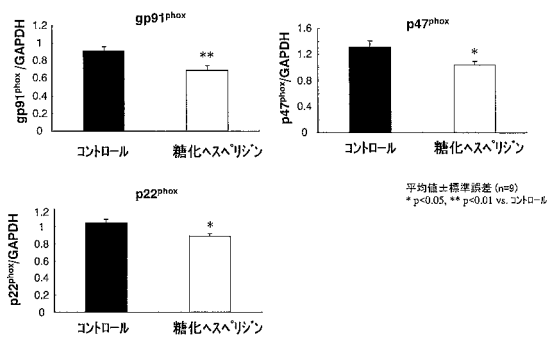 gp91phox
gp91phox/GAPDH
1.2
1
0.8
0.6
0.4
0.2
0
**
コントロール
糖化ヘスペリジン
p47phox
p47phox/GAPDH
1.6
1.2
0.8
0.4
0
*
コントロール
糖化ヘスペリジン
平均値±標準誤差 (n=9)
* p<0.05, ** p<0.01 vs. コントロール
p22phox
p22phox/GAPDH
1.2
1
0.8
0.6
0.4
0.2
0
*
コントロール
糖化ヘスペリジン